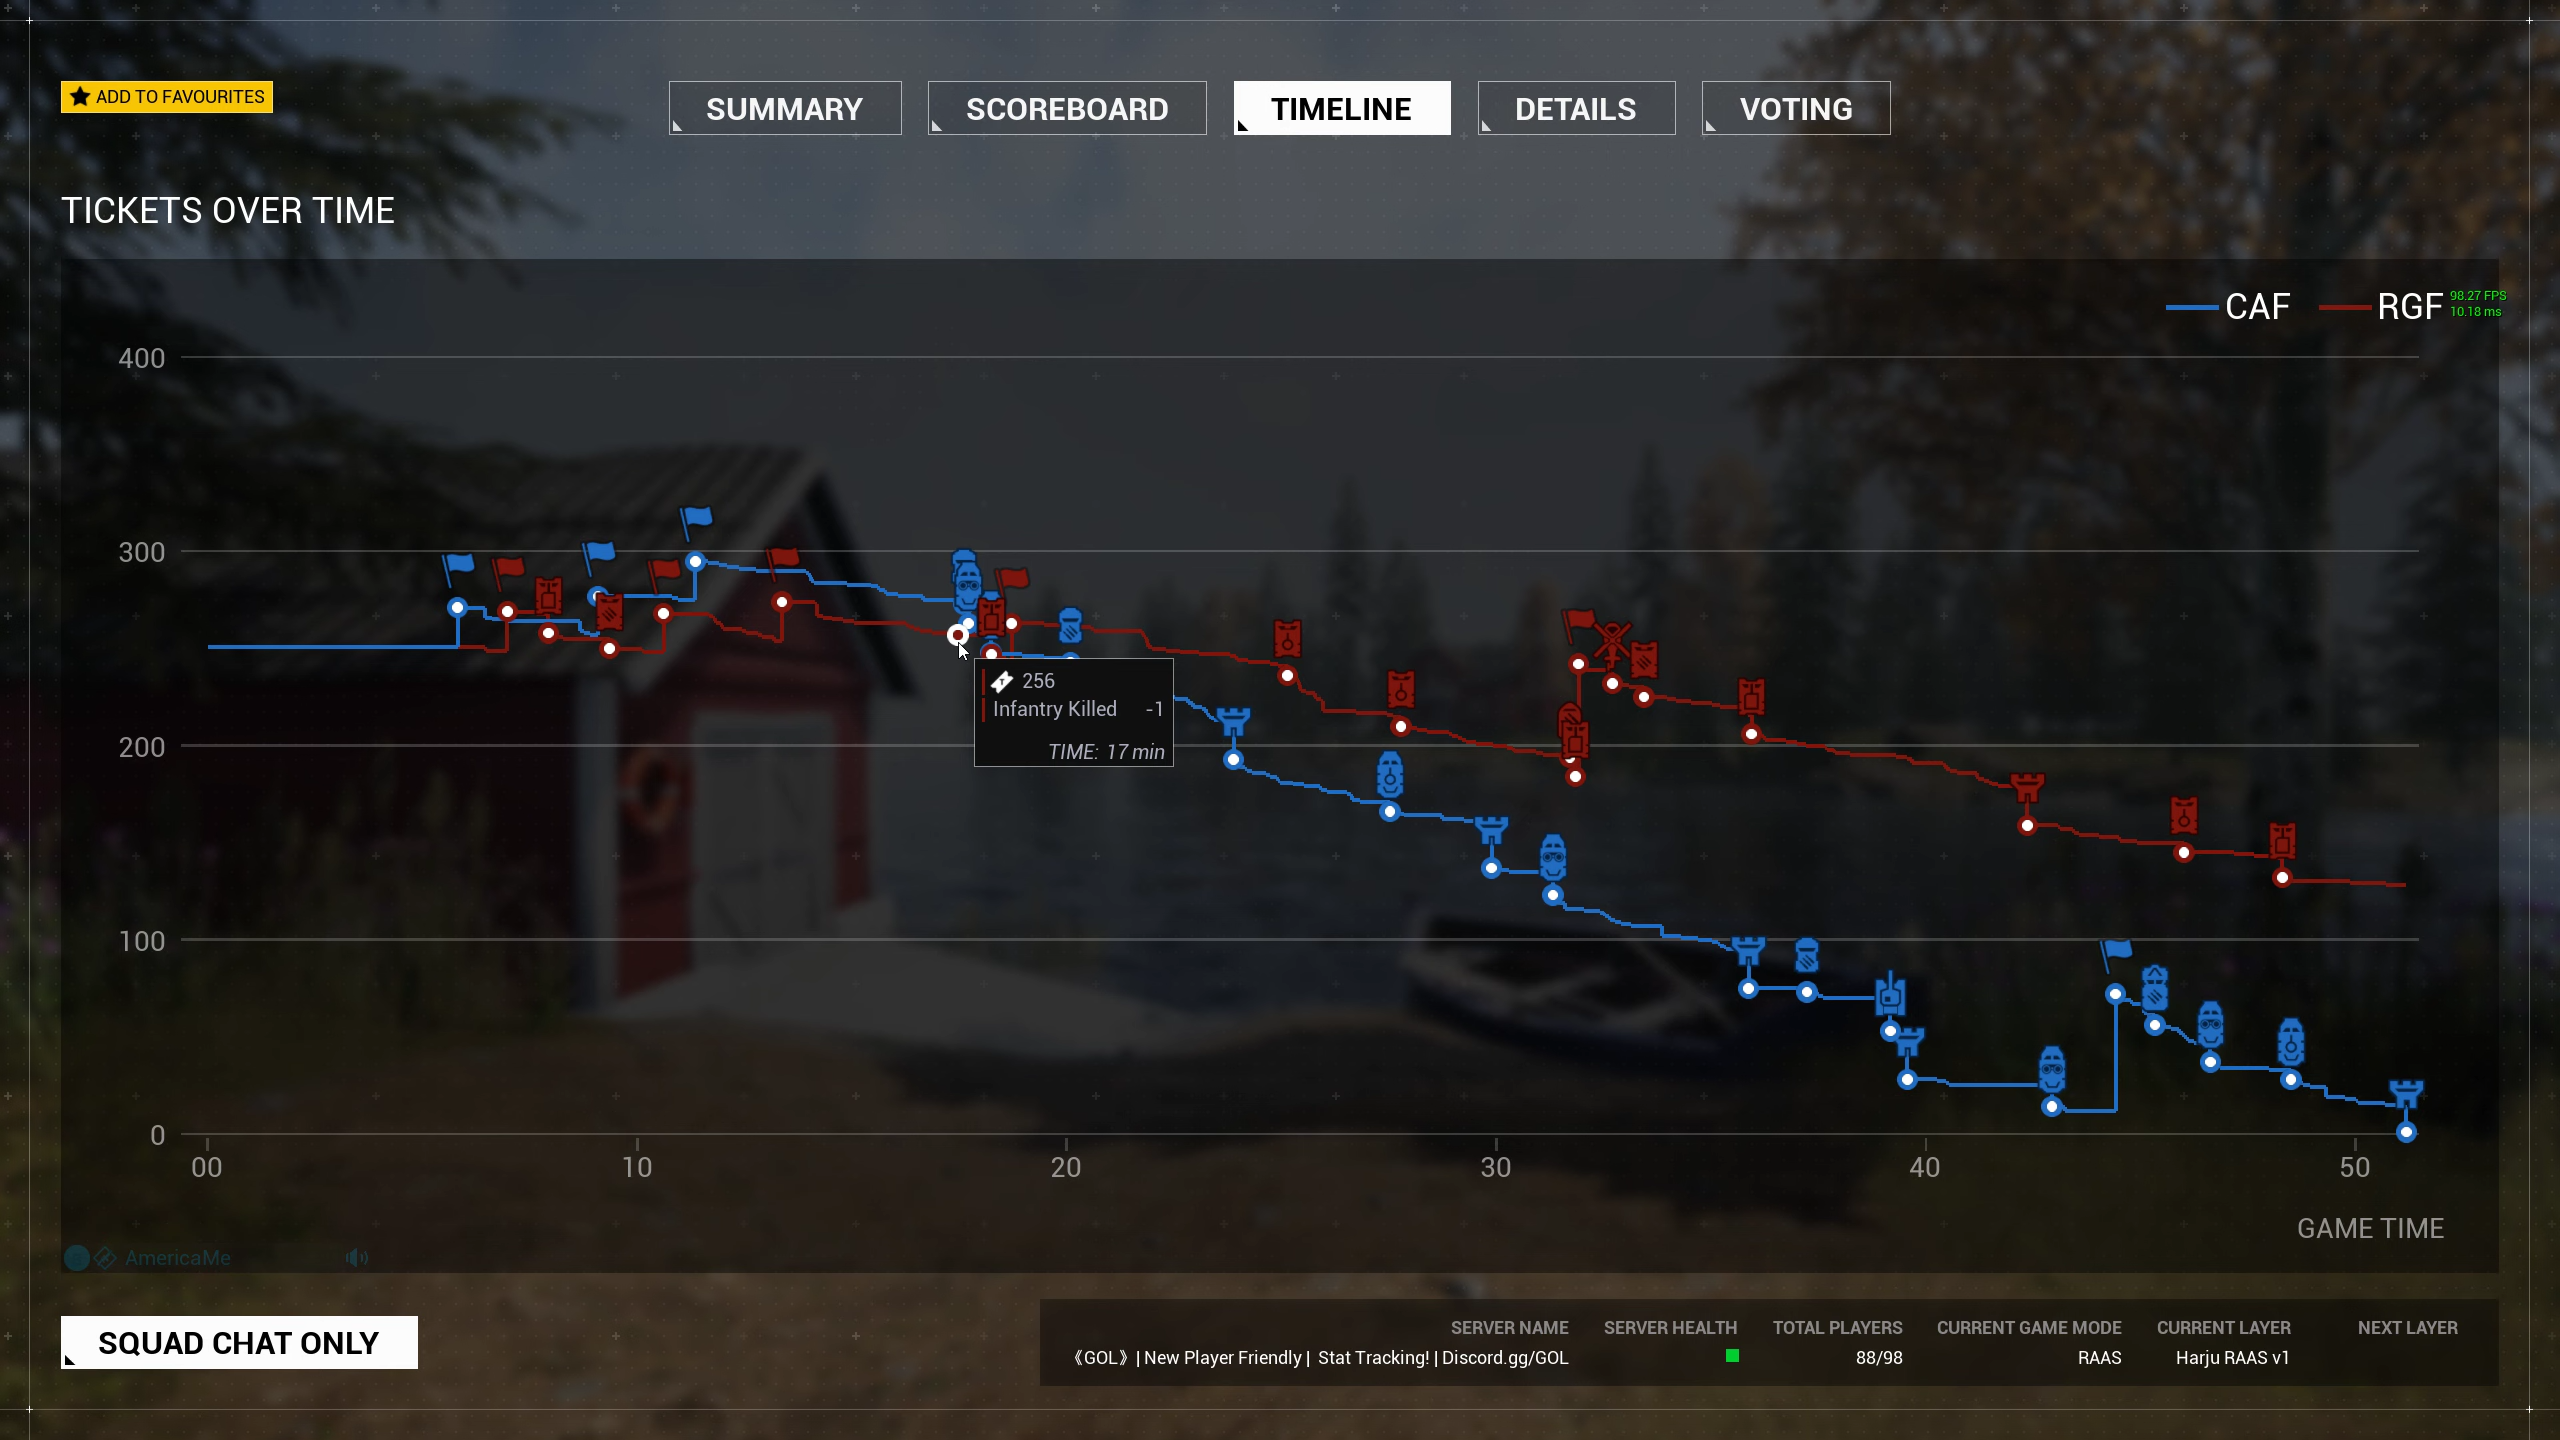 ADD TO FAVOURITES
SUMMARY
SCOREBOARD
TIMELINE
DETAILS
VOTING
TICKETS OVER TIME
CAF
RGF
98.27 FPS
10.18 ms
400
300
200
100
0
256
Infantry Killed -1
TIME: 17 min
00 10 20 30 40 50
GAME TIME
AmericaMe
SQUAD CHAT ONLY
SERVER NAME SERVER HEALTH TOTAL PLAYERS CURRENT GAME MODE CURRENT LAYER NEXT LAYER
《GOL》| New Player Friendly | Stat Tracking! | Discord.gg/GOL 88/98 RAAS Harju RAAS v1